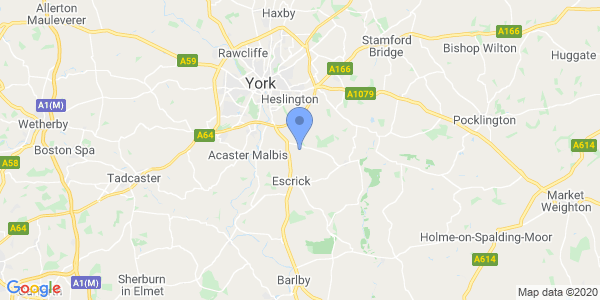 Allerton
Mauleverer
Haxby
Rawcliffe
Stamford
Bridge
A166
Bishop Wilton
Huggate
A59
York
A166
A1(M)
Heslington
A1079
Wetherby
Pocklington
A64
Boston Spa
A58
Acaster Malbis
A614
Tadcaster
Escrick
Market
Weighton
A64
Holme-on-Spalding-Moor
A614
A1(M)
Sherburn
in Elmet
Barlby
Google
Map data ©2020